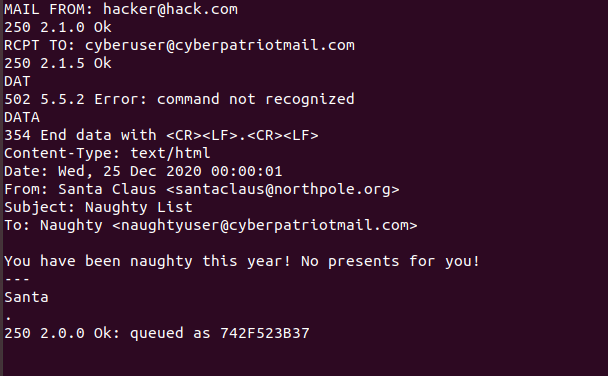 MAIL FROM: hacker@hack.com
250 2.1.0 Ok
RCPT TO: cyberuser@cyberpatriotmail.com
250 2.1.5 Ok
DAT
502 5.5.2 Error: command not recognized
DATA
354 End data with <CR><LF>.<CR><LF>
Content-Type: text/html
Date: Wed, 25 Dec 2020 00:00:01
From: Santa Claus <santaclaus@northpole.org>
Subject: Naughty List
To: Naughty <naughtyuser@cyberpatriotmail.com>

You have been naughty this year! No presents for you!
---
Santa
.
250 2.0.0 Ok: queued as 742F523B37